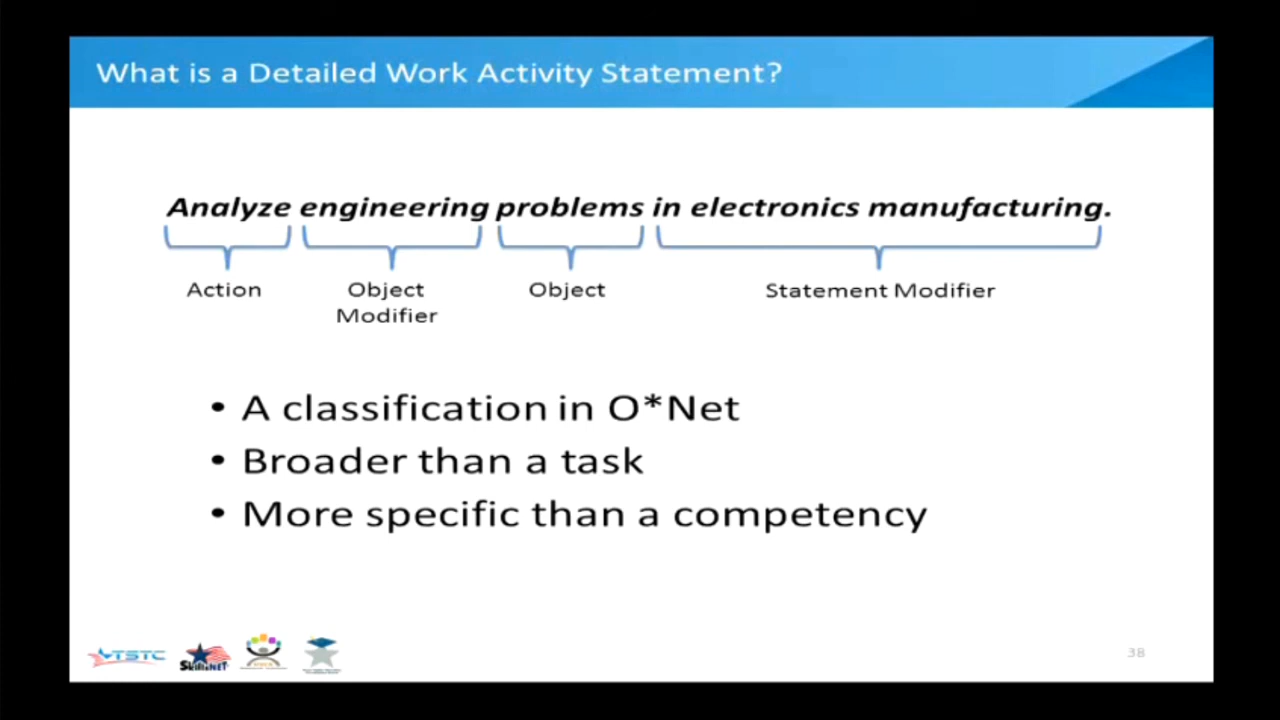 What is a Detailed Work Activity Statement?
Analyze engineering problems in electronics manufacturing.
Action
Object
Modifier
Object
Statement Modifier
• A classification in O*Net
• Broader than a task
• More specific than a competency
TSTC
SkillsNET
38